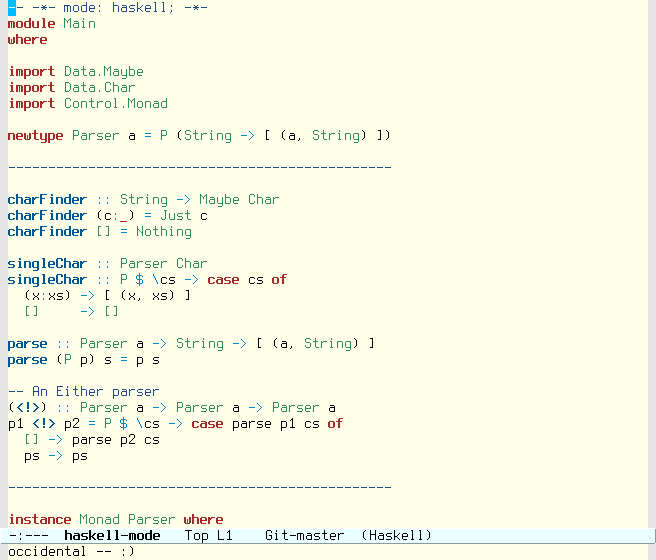 -- -*- mode: haskell; -*-
module Main
where

import Data.Maybe
import Data.Char
import Control.Monad

newtype Parser a = P (String -> [ (a, String) ])

------------------------------------------------

charFinder :: String -> Maybe Char
charFinder (c:_) = Just c
charFinder [] = Nothing

singleChar :: Parser Char
singleChar :: P $ \cs -> case cs of
  (x:xs) -> [ (x, xs) ]
  []     -> []

parse :: Parser a -> String -> [ (a, String) ]
parse (P p) s = p s

-- An Either parser
(<!>) :: Parser a -> Parser a -> Parser a
p1 <!> p2 = P $ \cs -> case parse p1 cs of
  [] -> parse p2 cs
  ps -> ps

------------------------------------------------

instance Monad Parser where
-:---  haskell-mode   Top L1    Git-master  (Haskell)
occidental -- :)